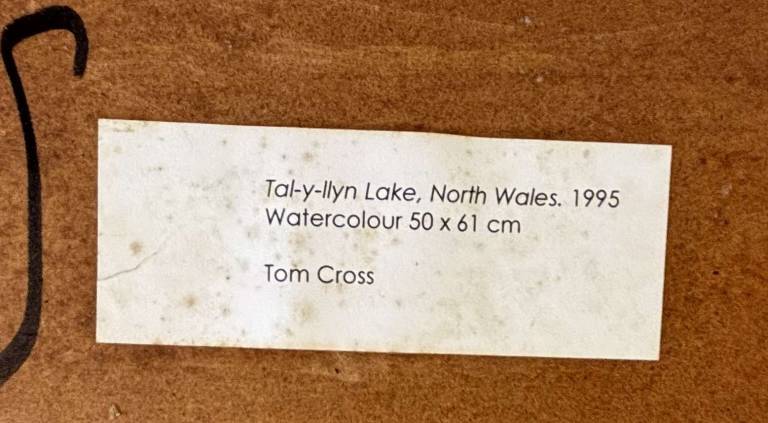 Tal-y-llyn Lake, North Wales. 1995
Watercolour 50 x 61 cm
Tom Cross